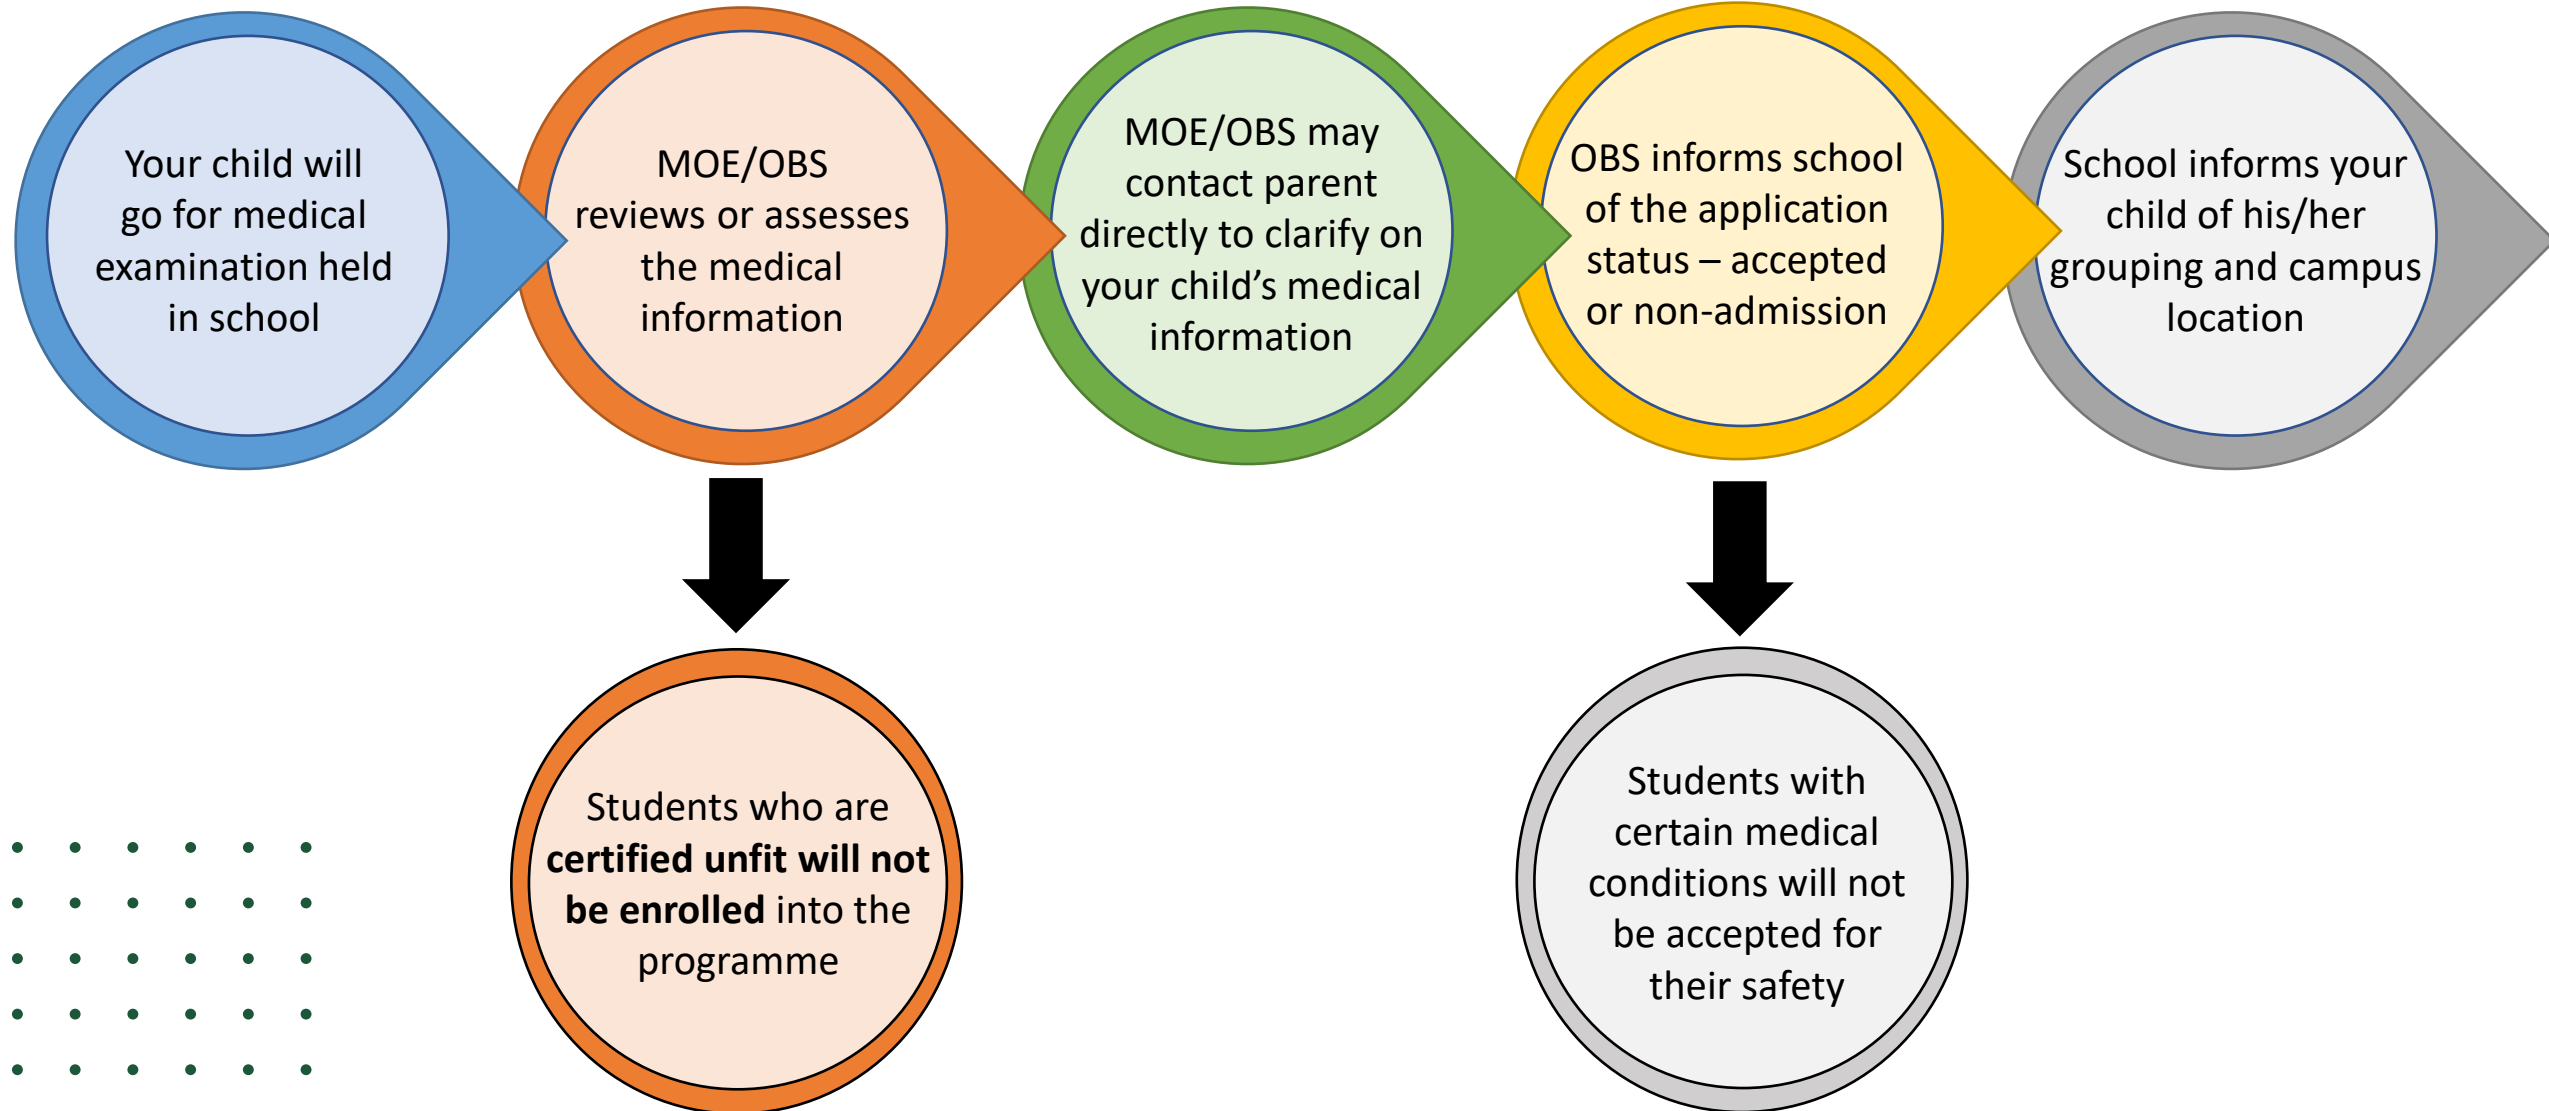 Your child will
go for medical
examination held
in school
MOE/OBS
reviews or assesses
the medical
information
MOE/OBS may
contact parent
directly to clarify on
your child's medical
information
OBS informs school
of the application
status – accepted
or non-admission
School informs your
child of his/her
grouping and campus
location
Students who are
certified unfit will not
be enrolled into the
programme
Students with
certain medical
conditions will not
be accepted for
their safety